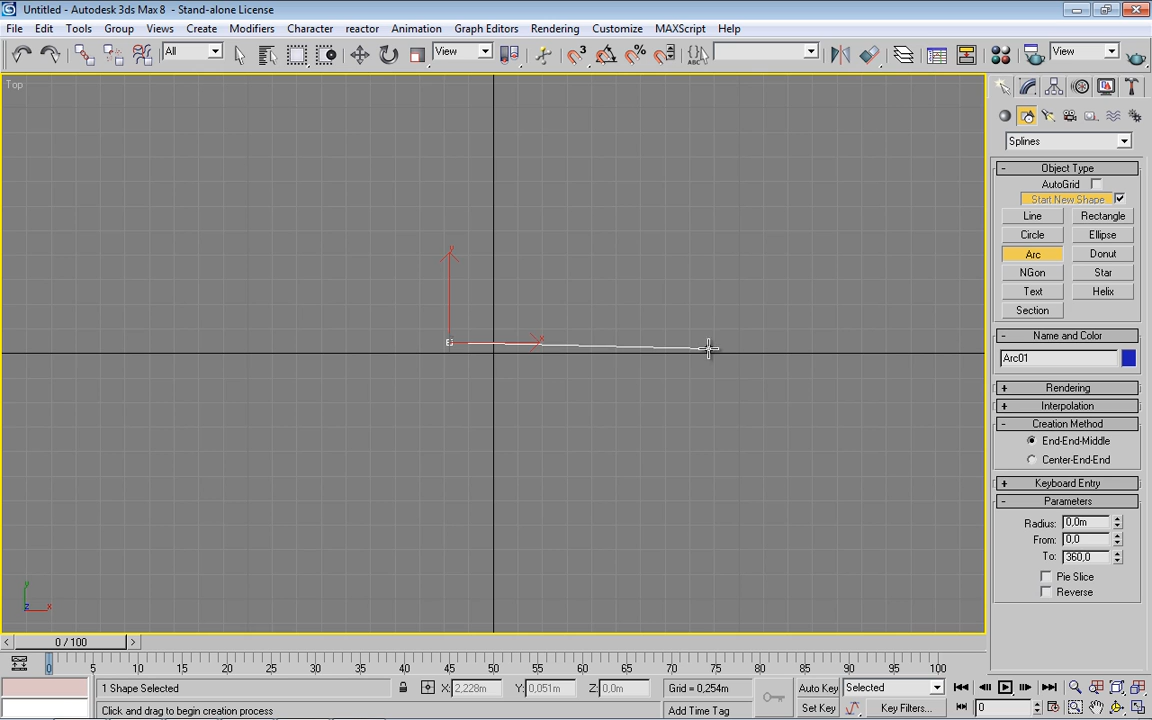 Untitled - Autodesk 3ds Max 8 - Stand-alone License
File Edit Tools Group Views Create Modifiers Character reactor Animation Graph Editors Rendering Customize MAXScript Help
All View 3 % ABC View
Top
Splines
- Object Type
AutoGrid
Start New Shape
Line Rectangle
Circle Ellipse
Arc Donut
NGon Star
Text Helix
Section
- Name and Color
Arc01
+ Rendering
+ Interpolation
- Creation Method
End-End-Middle
Center-End-End
+ Keyboard Entry
- Parameters
Radius: 0,0m
From: 0,0
To: 360,0
Pie Slice
Reverse
y
x
y
z x
< 0 / 100 >
0 5 10 15 20 25 30 35 40 45 50 55 60 65 70 75 80 85 90 95 100
1 Shape Selected X: 2,228m Y: 0,051m Z: 0,0m Grid = 0,254m Auto Key Selected
Click and drag to begin creation process Add Time Tag Set Key Key Filters... 0